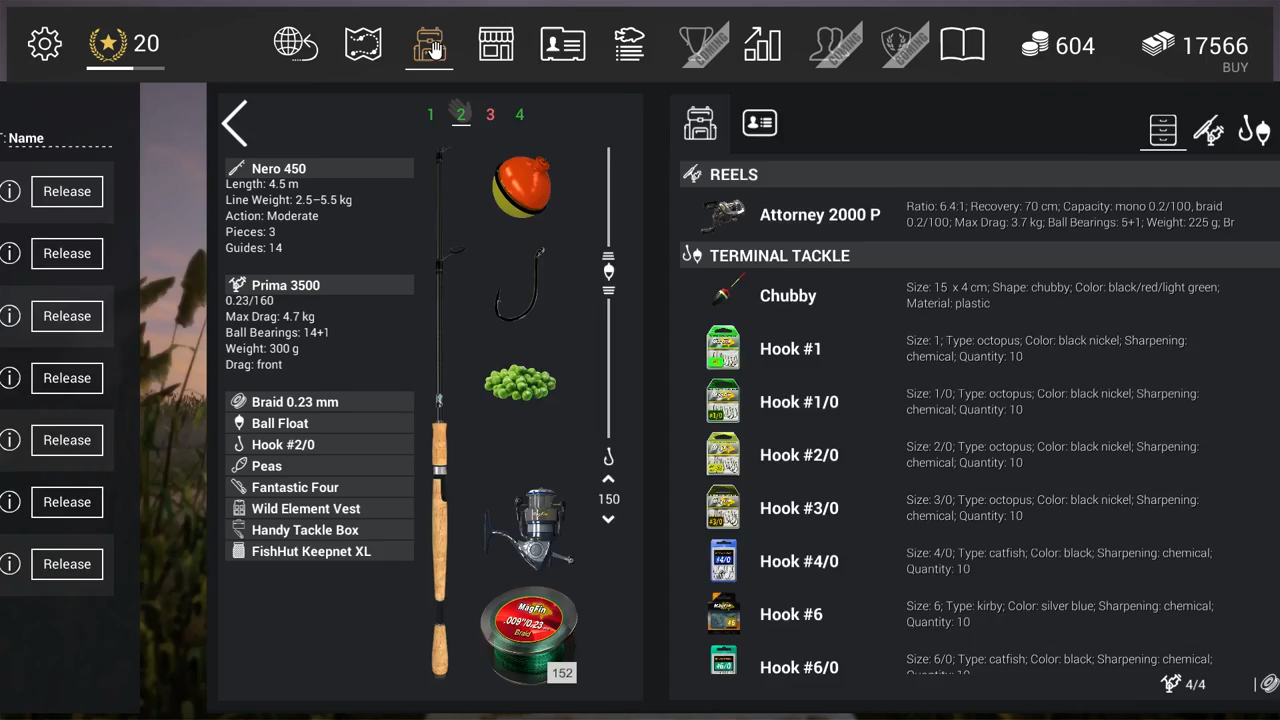 20
COMING
COMING
COMING
604
17566
BUY
T: Name
Release
Release
Release
Release
Release
Release
Release
1 2 3 4
Nero 450
Length: 4.5 m
Line Weight: 2.5–5.5 kg
Action: Moderate
Pieces: 3
Guides: 14
Prima 3500
0.23/160
Max Drag: 4.7 kg
Ball Bearings: 14+1
Weight: 300 g
Drag: front
Braid 0.23 mm
Ball Float
Hook #2/0
Peas
Fantastic Four
Wild Element Vest
Handy Tackle Box
FishHut Keepnet XL
150
MagFin
.009"/0.23
Braid
152
REELS
Attorney 2000 P
Ratio: 6.4:1; Recovery: 70 cm; Capacity: mono 0.2/100, braid
0.2/100; Max Drag: 3.7 kg; Ball Bearings: 5+1; Weight: 225 g; Br
TERMINAL TACKLE
Chubby
Size: 15 x 4 cm; Shape: chubby; Color: black/red/light green;
Material: plastic
Hook #1
Size: 1; Type: octopus; Color: black nickel; Sharpening:
chemical; Quantity: 10
Hook #1/0
Size: 1/0; Type: octopus; Color: black nickel; Sharpening:
chemical; Quantity: 10
Hook #2/0
Size: 2/0; Type: octopus; Color: black nickel; Sharpening:
chemical; Quantity: 10
Hook #3/0
Size: 3/0; Type: octopus; Color: black nickel; Sharpening:
chemical; Quantity: 10
Hook #4/0
Size: 4/0; Type: catfish; Color: black; Sharpening: chemical;
Quantity: 10
Hook #6
Size: 6; Type: kirby; Color: silver blue; Sharpening: chemical;
Quantity: 10
Hook #6/0
Size: 6/0; Type: catfish; Color: black; Sharpening: chemical;
4/4